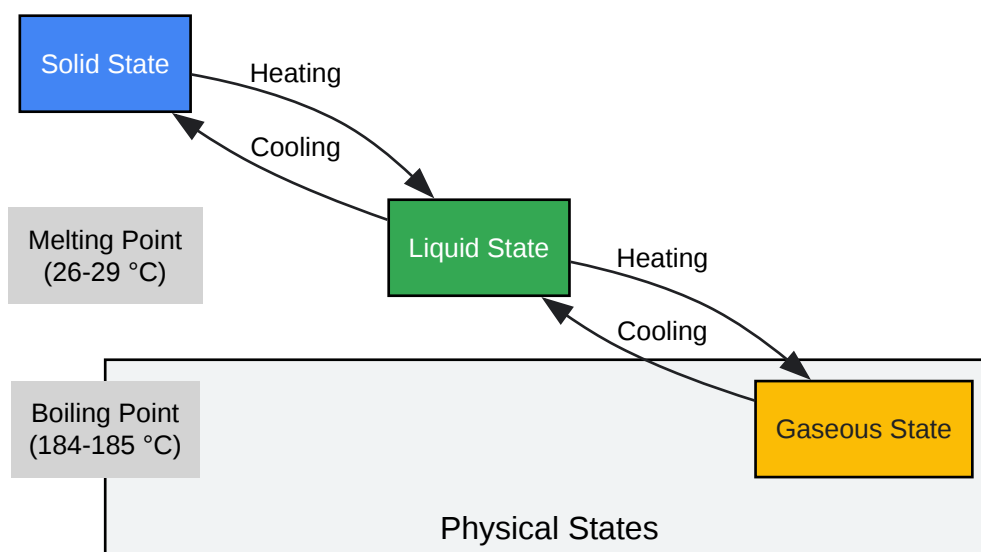 Solid State
Heating
Cooling
Melting Point
(26-29 °C)
Liquid State
Heating
Cooling
Boiling Point
(184-185 °C)
Gaseous State
Physical States